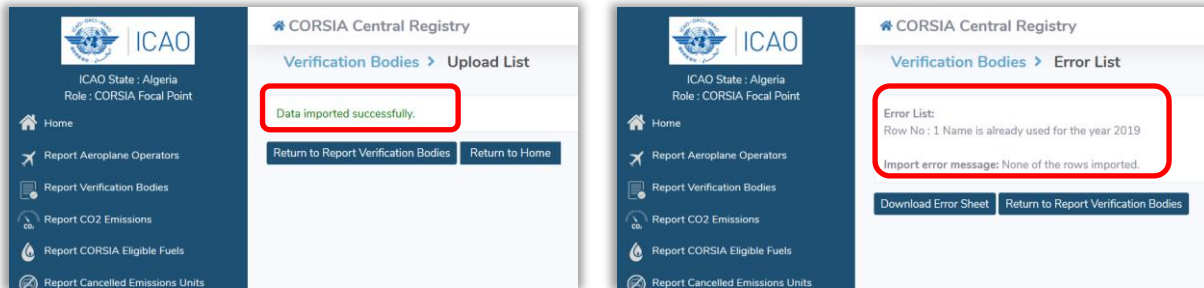 ICAO
ICAO State : Algeria
Role : CORSIA Focal Point
Home
Report Aeroplane Operators
Report Verification Bodies
Report CO2 Emissions
Report CORSIA Eligible Fuels
Report Cancelled Emissions Units
CORSIA Central Registry
Verification Bodies > Upload List
Data imported successfully.
Return to Report Verification Bodies Return to Home
ICAO
ICAO State : Algeria
Role : CORSIA Focal Point
Home
Report Aeroplane Operators
Report Verification Bodies
Report CO2 Emissions
Report CORSIA Eligible Fuels
Report Cancelled Emissions Units
CORSIA Central Registry
Verification Bodies > Error List
Error List:
Row No : 1 Name is already used for the year 2019
Import error message: None of the rows imported.
Download Error Sheet Return to Report Verification Bodies